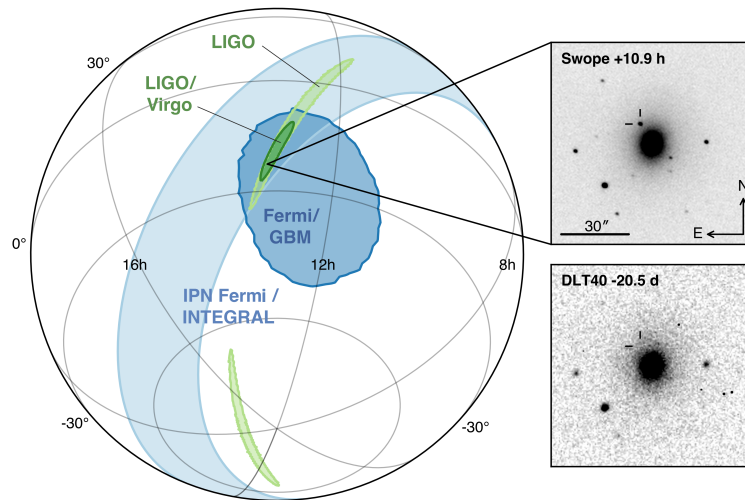 LIGO
LIGO/
Virgo
Fermi/
GBM
IPN Fermi /
INTEGRAL
30°
0°
-30°
-30°
16h
12h
8h
Swope +10.9 h
30″
N
E
DLT40 -20.5 d